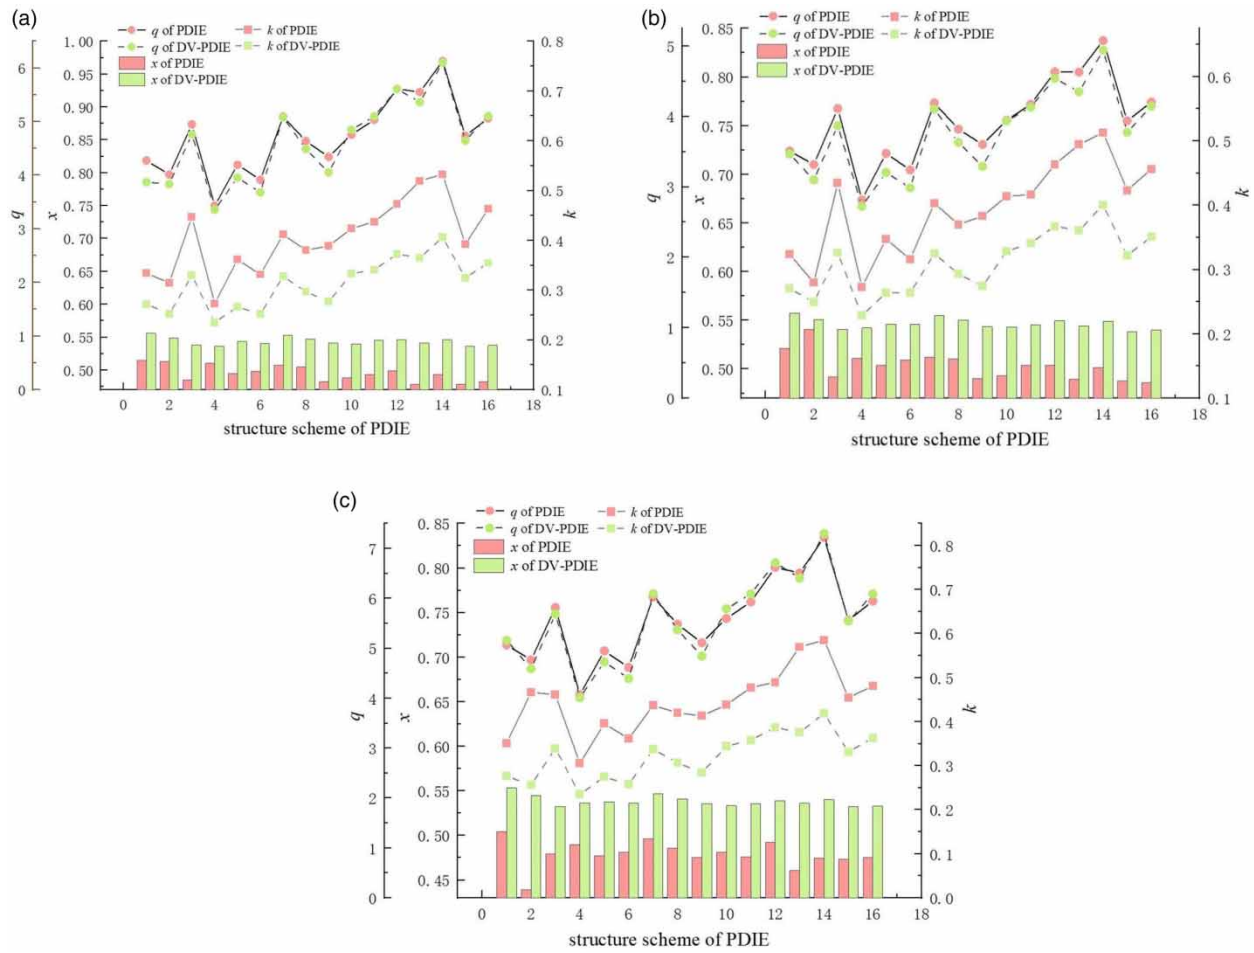 (a)
q of PDIE
k of PDIE
q of DV-PDIE
k of DV-PDIE
x of PDIE
x of DV-PDIE
6
5
4
3
2
1
0
q
1.00
0.95
0.90
0.85
0.80
0.75
0.70
0.65
0.60
0.55
0.50
x
0.8
0.7
0.6
0.5
0.4
0.3
0.2
0.1
k
0 2 4 6 8 10 12 14 16 18
structure scheme of PDIE
(b)
q of PDIE
k of PDIE
q of DV-PDIE
k of DV-PDIE
x of PDIE
x of DV-PDIE
5
4
3
2
1
0
q
0.85
0.80
0.75
0.70
0.65
0.60
0.55
0.50
x
0.6
0.5
0.4
0.3
0.2
0.1
k
0 2 4 6 8 10 12 14 16 18
structure scheme of PDIE
(c)
q of PDIE
k of PDIE
q of DV-PDIE
k of DV-PDIE
x of PDIE
x of DV-PDIE
7
6
5
4
3
2
1
0
q
0.85
0.80
0.75
0.70
0.65
0.60
0.55
0.50
0.45
x
0.8
0.7
0.6
0.5
0.4
0.3
0.2
0.1
0.0
k
0 2 4 6 8 10 12 14 16 18
structure scheme of PDIE